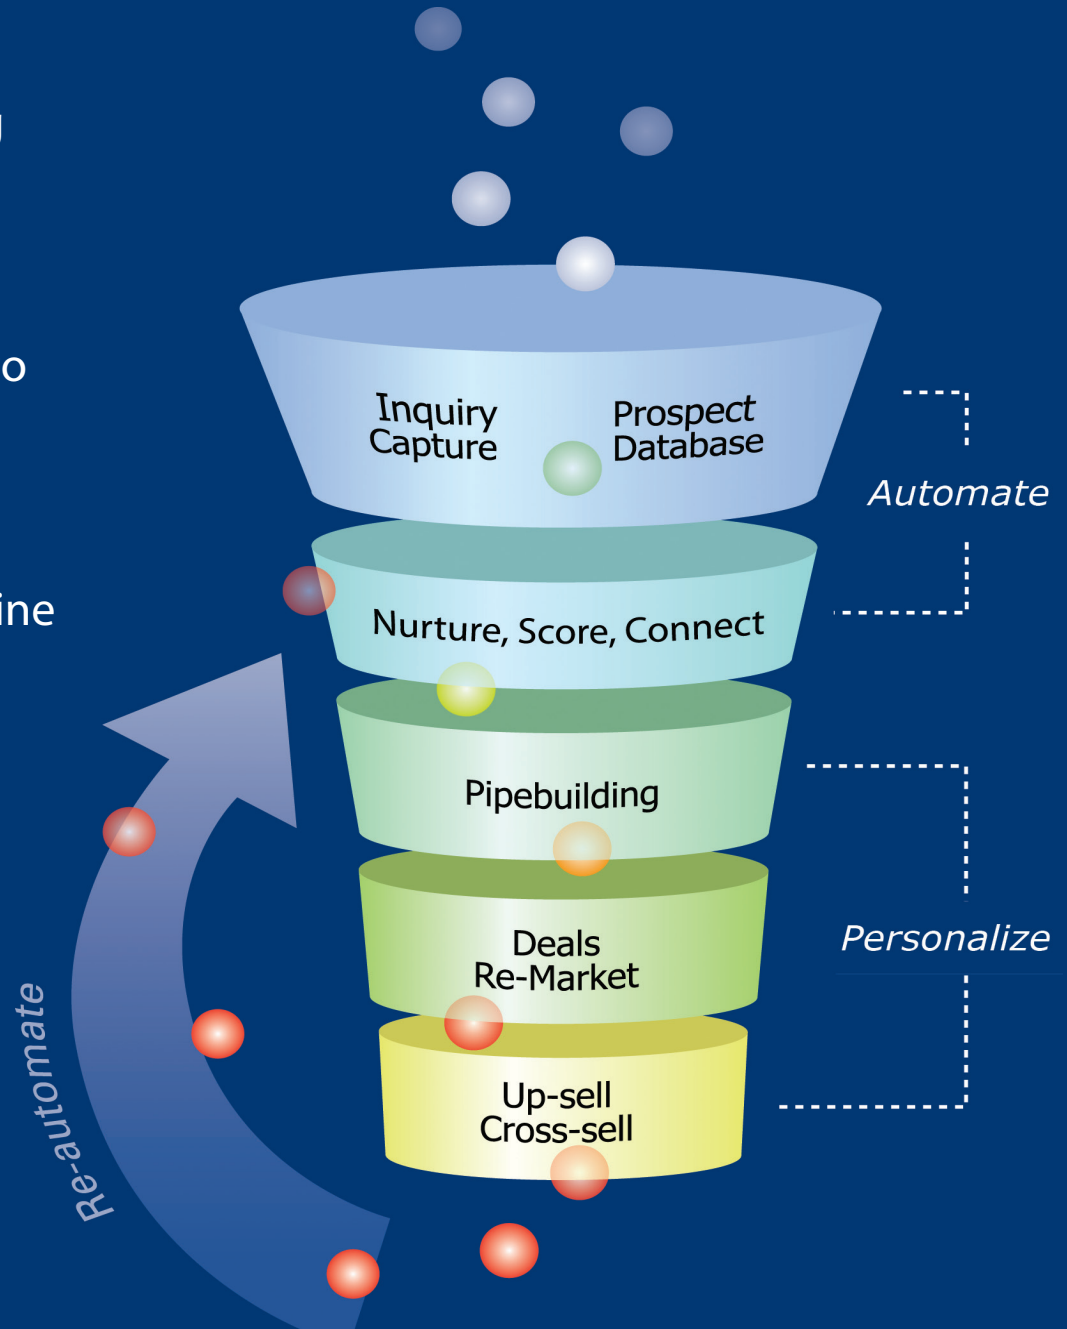 o
ine
Inquiry
Capture
Prospect
Database
Automate
Nurture, Score, Connect
Pipebuilding
Personalize
Deals
Re-Market
Re-automate
Up-sell
Cross-sell